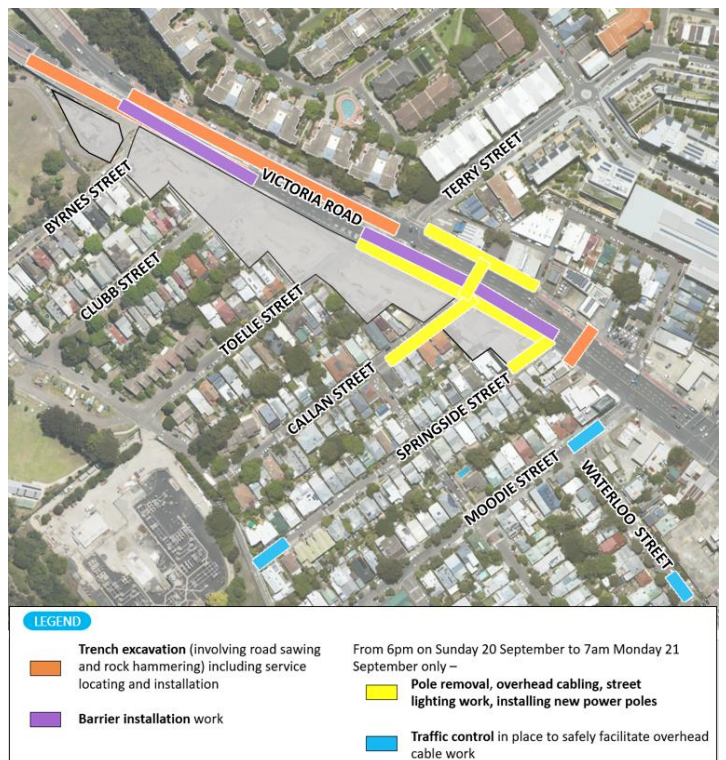 TERRY STREET
VICTORIA ROAD
BYRNES STREET
CLUBB STREET
TOELLE STREET
CALLAN STREET
SPRINGSIDE STREET
MOODIE STREET
WATERLOO STREET
LEGEND
Trench excavation (involving road sawing
and rock hammering) including service
locating and installation
Barrier installation work
From 6pm on Sunday 20 September to 7am Monday 21
September only –
Pole removal, overhead cabling, street
lighting work, installing new power poles
Traffic control in place to safely facilitate overhead
cable work